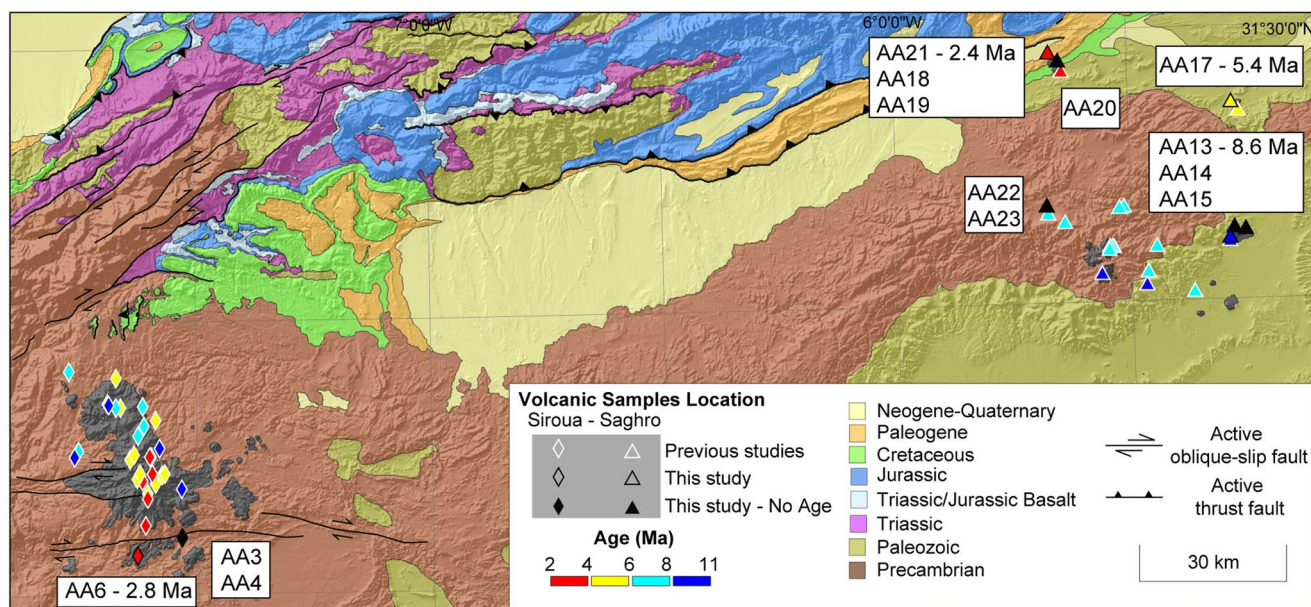 7°0'0"W
6°0'0"W
31°30'0"N
AA21 - 2.4 Ma
AA18
AA19
AA17 - 5.4 Ma
AA20
AA13 - 8.6 Ma
AA14
AA15
AA22
AA23
AA3
AA4
AA6 - 2.8 Ma
Volcanic Samples Location
Siroua - Saghro
Previous studies
This study
This study - No Age
Age (Ma)
2 4 6 8 11
Neogene-Quaternary
Paleogene
Cretaceous
Jurassic
Triassic/Jurassic Basalt
Triassic
Paleozoic
Precambrian
Active
oblique-slip fault
Active
thrust fault
30 km